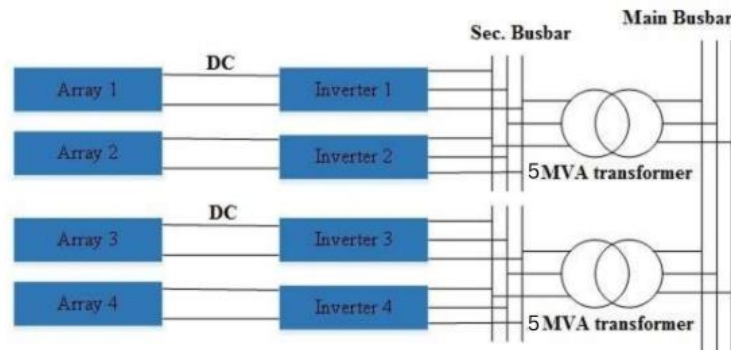 Main Busbar
Sec. Busbar
DC
Array 1
Inverter 1
Array 2
Inverter 2
5MVA transformer
DC
Array 3
Inverter 3
Array 4
Inverter 4
5MVA transformer